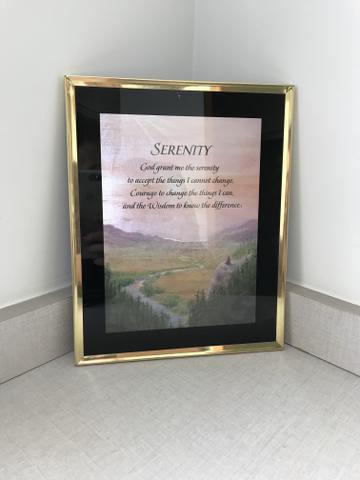 SERENITY
God grant me the serenity
to accept the things I cannot change,
Courage to change the things I can,
and the Wisdom to know the difference.